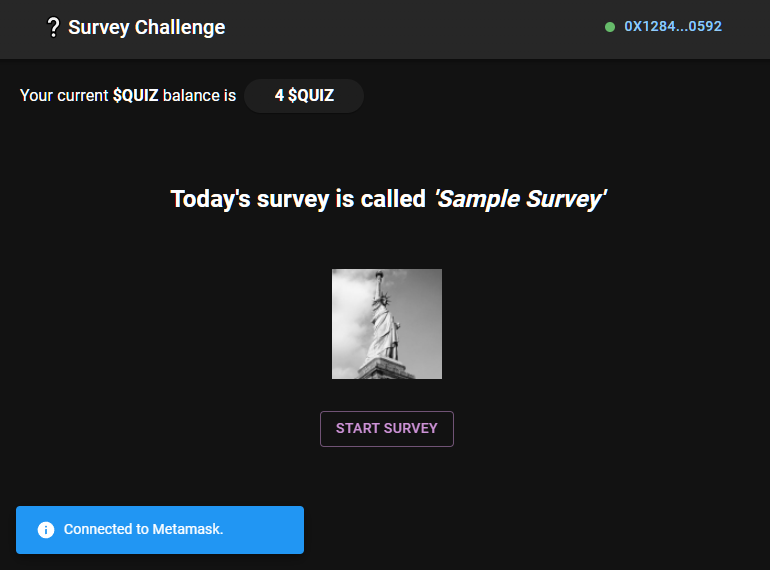 ? Survey Challenge
0X1284...0592
Your current $QUIZ balance is 4 $QUIZ
Today's survey is called 'Sample Survey'
START SURVEY
Connected to Metamask.